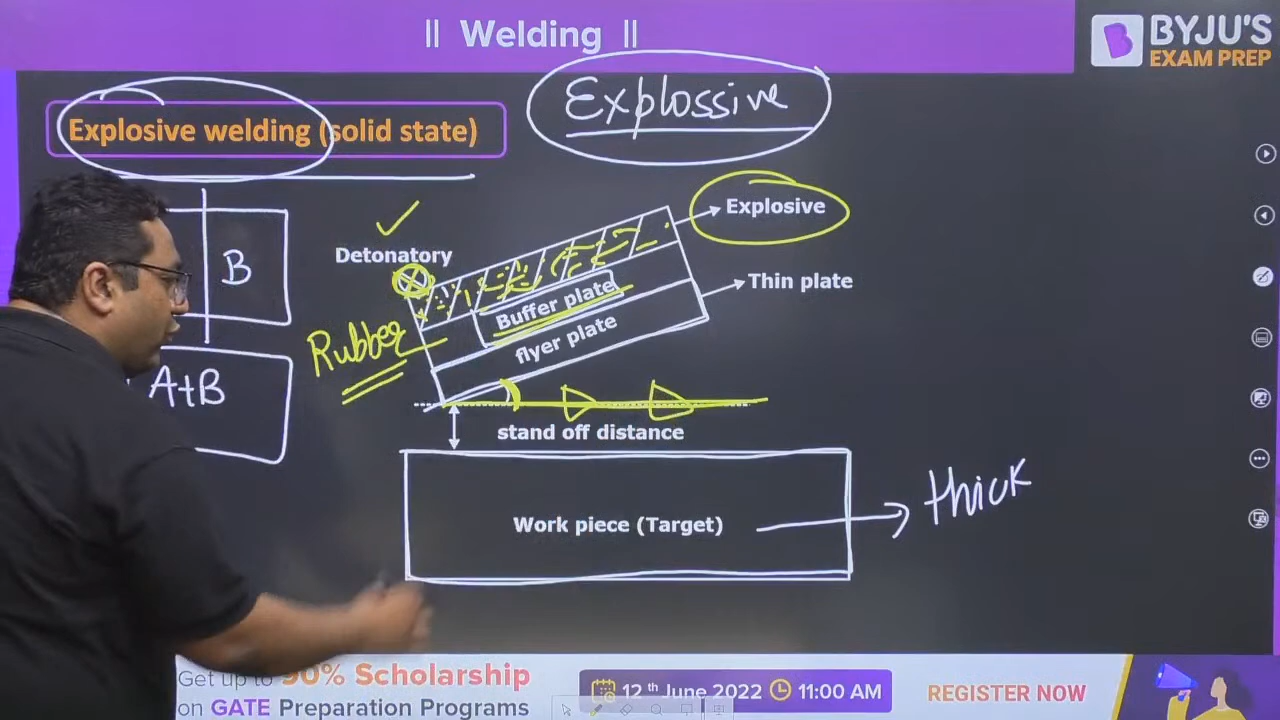 || Welding ||
BYJU'S
EXAM PREP
Explosive welding (solid state)
Explossive
Detonatory
Explosive
B
Thin plate
Buffer plate
flyer plate
Rubber
A+B
stand off distance
Work piece (Target)
thick
Get up to 90% Scholarship
on GATE Preparation Programs
12th June 2022 11:00 AM
REGISTER NOW